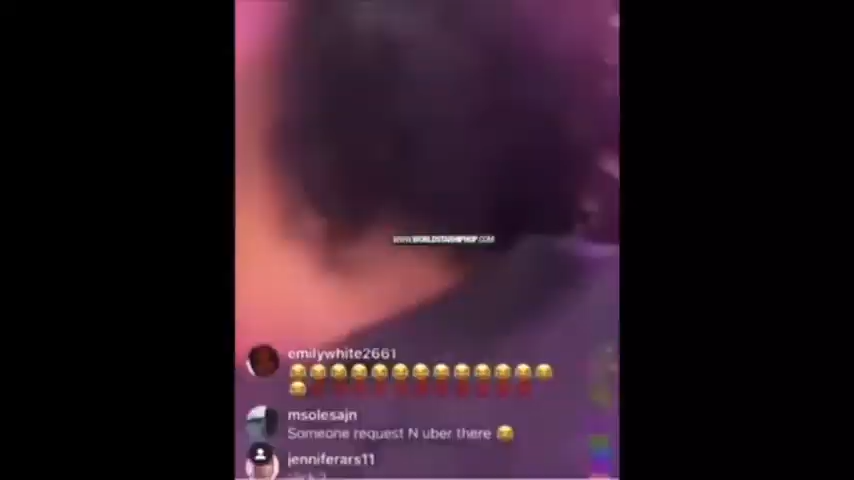 WWW.WORLDSTARHIPHOP.COM
emilywhite2661
😂😂😂😂😂😂😂😂😂😂😂😂😂
😂
msolesajn
Someone request N uber there 😂
jenniferars11